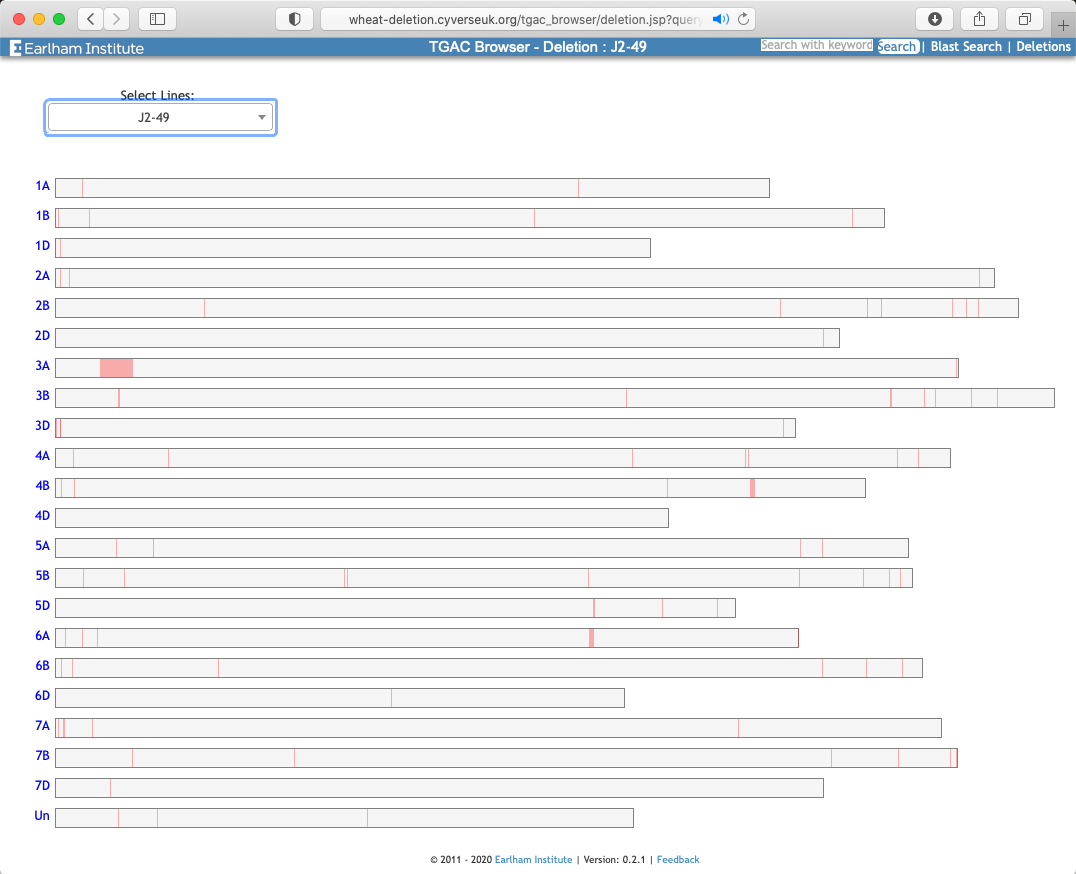 wheat-deletion.cyverseuk.org/tgac_browser/deletion.jsp?query
Earlham Institute
TGAC Browser - Deletion : J2-49
Search with keyword Search | Blast Search | Deletions
Select Lines:
J2-49
1A
1B
1D
2A
2B
2D
3A
3B
3D
4A
4B
4D
5A
5B
5D
6A
6B
6D
7A
7B
7D
Un
© 2011 - 2020 Earlham Institute | Version: 0.2.1 | Feedback